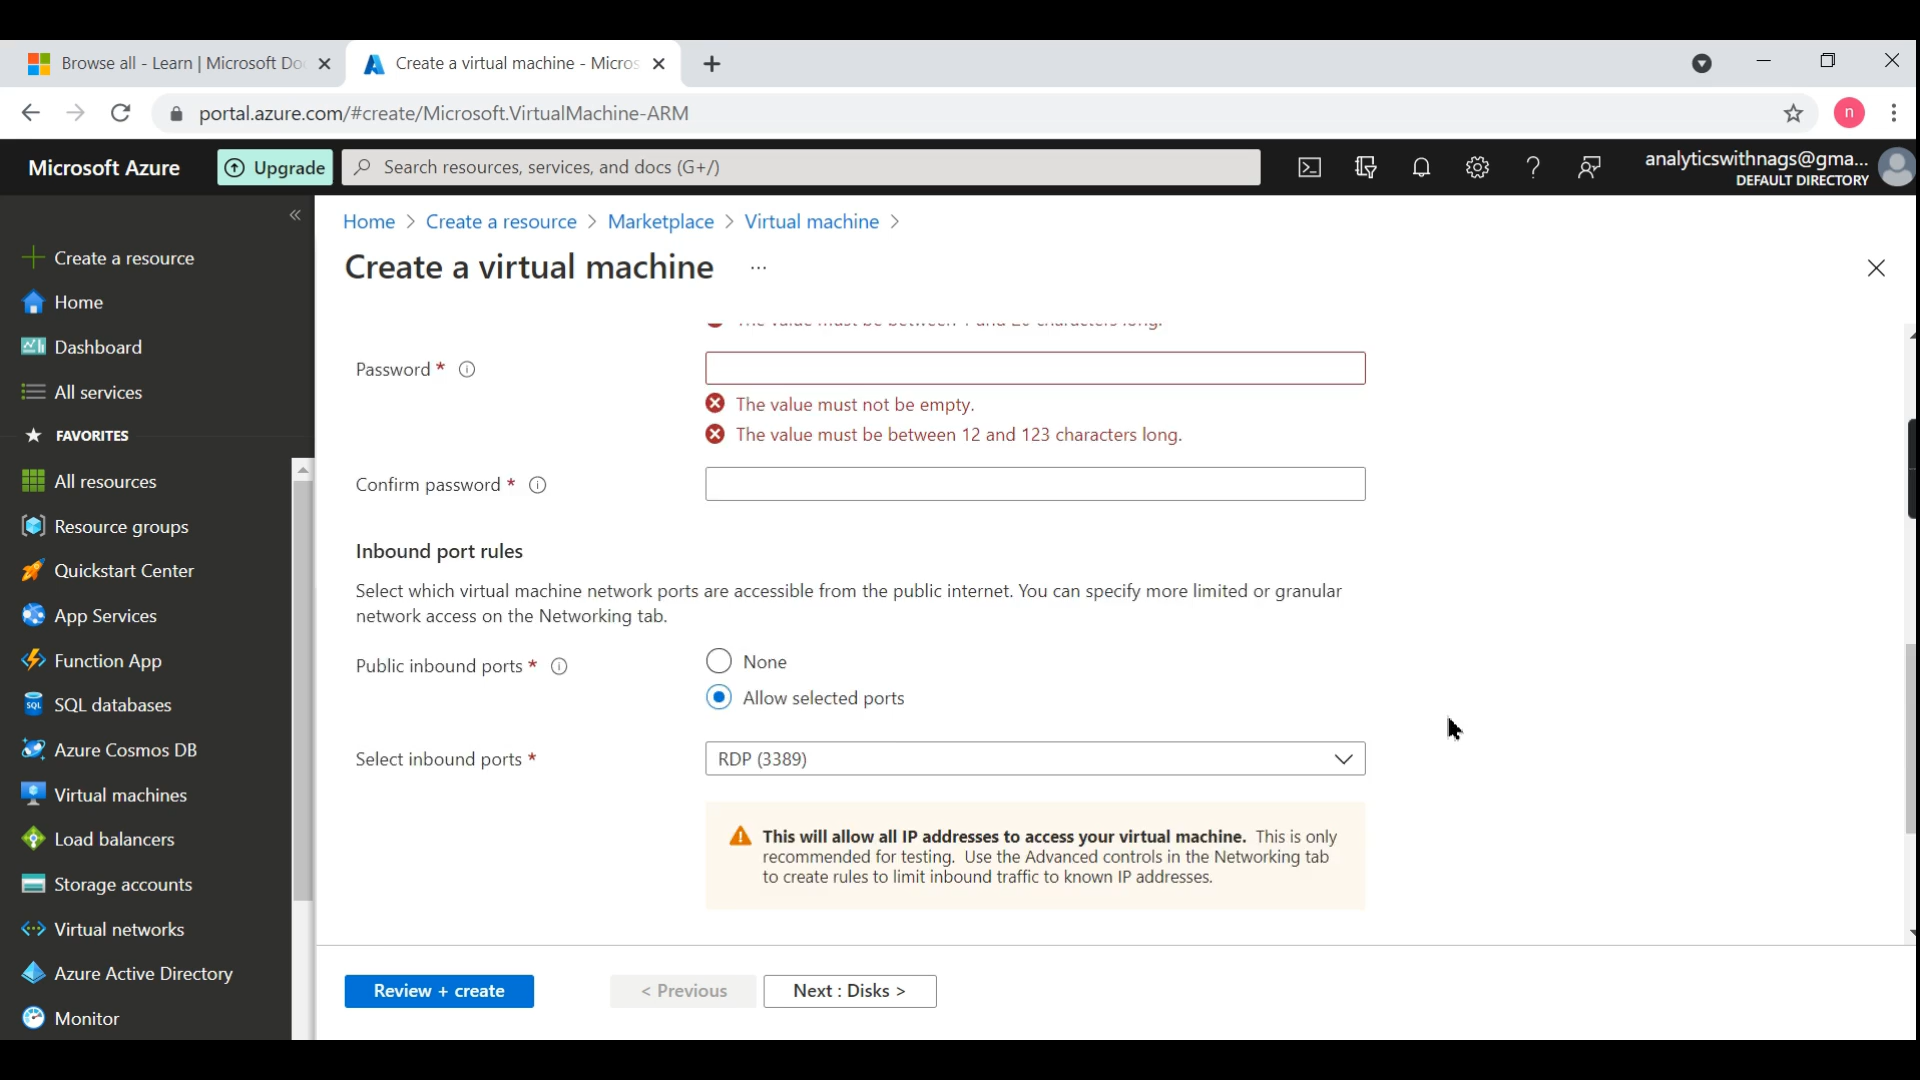 Browse all - Learn | Microsoft Do
Create a virtual machine - Micros
portal.azure.com/#create/Microsoft.VirtualMachine-ARM
n
Microsoft Azure
Upgrade
Search resources, services, and docs (G+/)
analyticswithnags@gma...
DEFAULT DIRECTORY
Create a resource
Home
Dashboard
All services
FAVORITES
All resources
Resource groups
Quickstart Center
App Services
Function App
SQL databases
Azure Cosmos DB
Virtual machines
Load balancers
Storage accounts
Virtual networks
Azure Active Directory
Monitor
Home > Create a resource > Marketplace > Virtual machine >
Create a virtual machine ...
Password *
The value must not be empty.
The value must be between 12 and 123 characters long.
Confirm password *
Inbound port rules
Select which virtual machine network ports are accessible from the public internet. You can specify more limited or granular
network access on the Networking tab.
Public inbound ports *
None
Allow selected ports
Select inbound ports *
RDP (3389)
This will allow all IP addresses to access your virtual machine. This is only
recommended for testing. Use the Advanced controls in the Networking tab
to create rules to limit inbound traffic to known IP addresses.
Review + create
< Previous
Next : Disks >